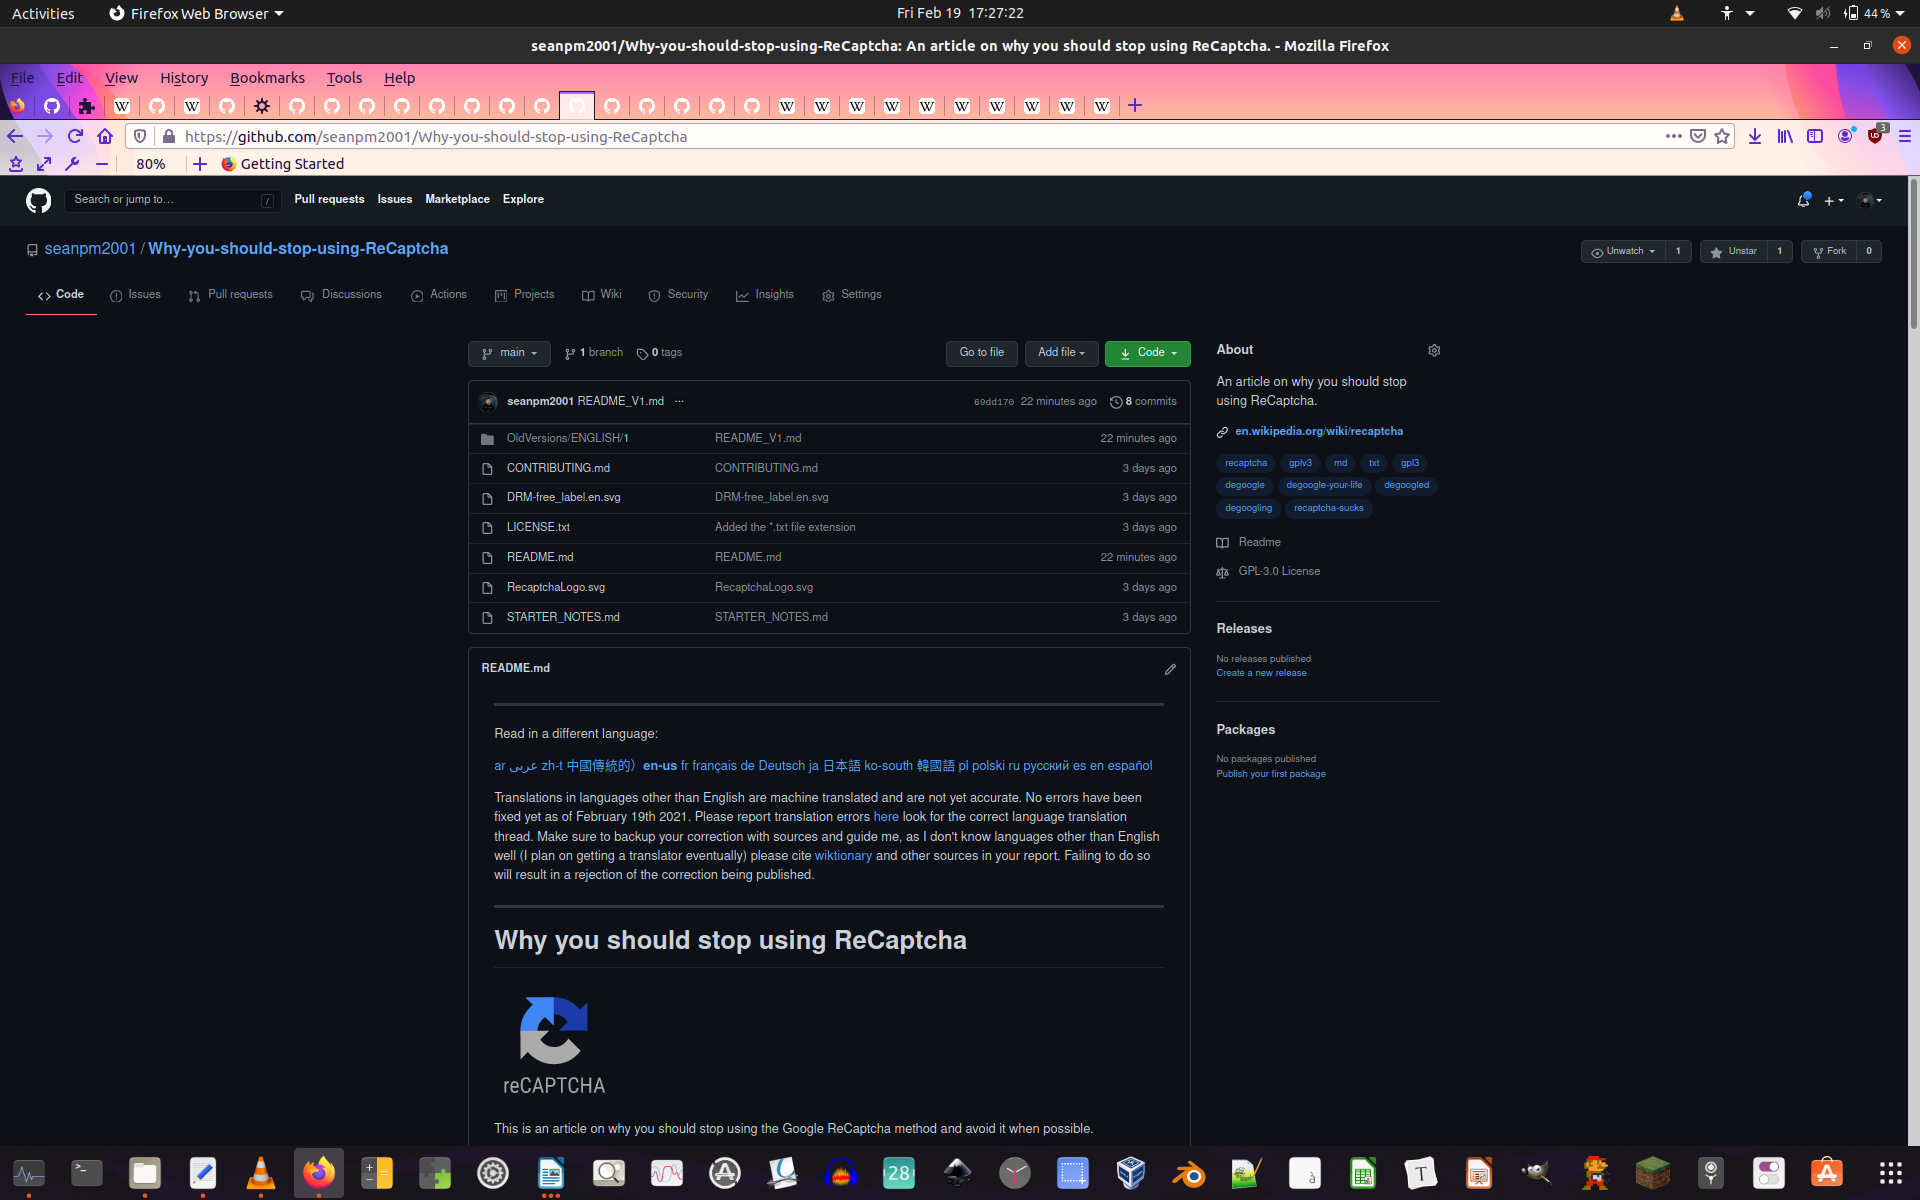 Activities Firefox Web Browser Fri Feb 19 17:27:22 44 %
seanpm2001/Why-you-should-stop-using-ReCaptcha: An article on why you should stop using ReCaptcha. - Mozilla Firefox
File Edit View History Bookmarks Tools Help
https://github.com/seanpm2001/Why-you-should-stop-using-ReCaptcha 3
80% Getting Started
Search or jump to… / Pull requests Issues Marketplace Explore
seanpm2001 / Why-you-should-stop-using-ReCaptcha Unwatch 1 Unstar 1 Fork 0
Code Issues Pull requests Discussions Actions Projects Wiki Security Insights Settings
main 1 branch 0 tags Go to file Add file Code
seanpm2001 README_V1.md ... 69dd170 22 minutes ago 8 commits
OldVersions/ENGLISH/1 README_V1.md 22 minutes ago
CONTRIBUTING.md CONTRIBUTING.md 3 days ago
DRM-free_label.en.svg DRM-free_label.en.svg 3 days ago
LICENSE.txt Added the *.txt file extension 3 days ago
README.md README.md 22 minutes ago
RecaptchaLogo.svg RecaptchaLogo.svg 3 days ago
STARTER_NOTES.md STARTER_NOTES.md 3 days ago
About
An article on why you should stop
using ReCaptcha.
en.wikipedia.org/wiki/recaptcha
recaptcha gplv3 md txt gpl3
degoogle degoogle-your-life degoogled
degoogling recaptcha-sucks
Readme
GPL-3.0 License
Releases
No releases published
Create a new release
Packages
No packages published
Publish your first package
README.md
Read in a different language:
ar عربى zh-t 中國傳統的）en-us fr français de Deutsch ja 日本語 ko-south 韓國語 pl polski ru русский es en español
Translations in languages other than English are machine translated and are not yet accurate. No errors have been
fixed yet as of February 19th 2021. Please report translation errors here look for the correct language translation
thread. Make sure to backup your correction with sources and guide me, as I don't know languages other than English
well (I plan on getting a translator eventually) please cite wiktionary and other sources in your report. Failing to do so
will result in a rejection of the correction being published.
Why you should stop using ReCaptcha
reCAPTCHA
This is an article on why you should stop using the Google ReCaptcha method and avoid it when possible.
28